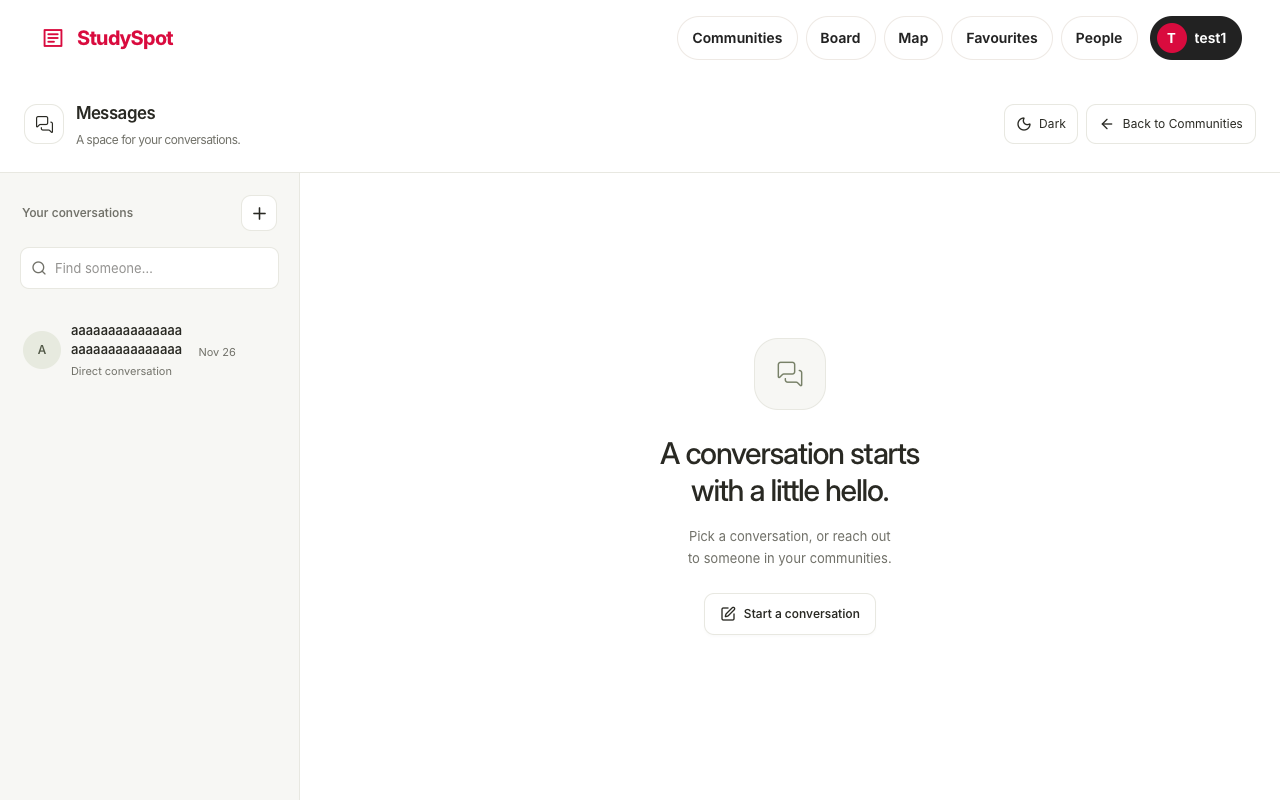 StudySpot
Communities
Board
Map
Favourites
People
T
test1
Messages
A space for your conversations.
Dark
Back to Communities
Your conversations
Find someone...
A
aaaaaaaaaaaaaaa
aaaaaaaaaaaaaaa
Nov 26
Direct conversation
A conversation starts
with a little hello.
Pick a conversation, or reach out
to someone in your communities.
Start a conversation